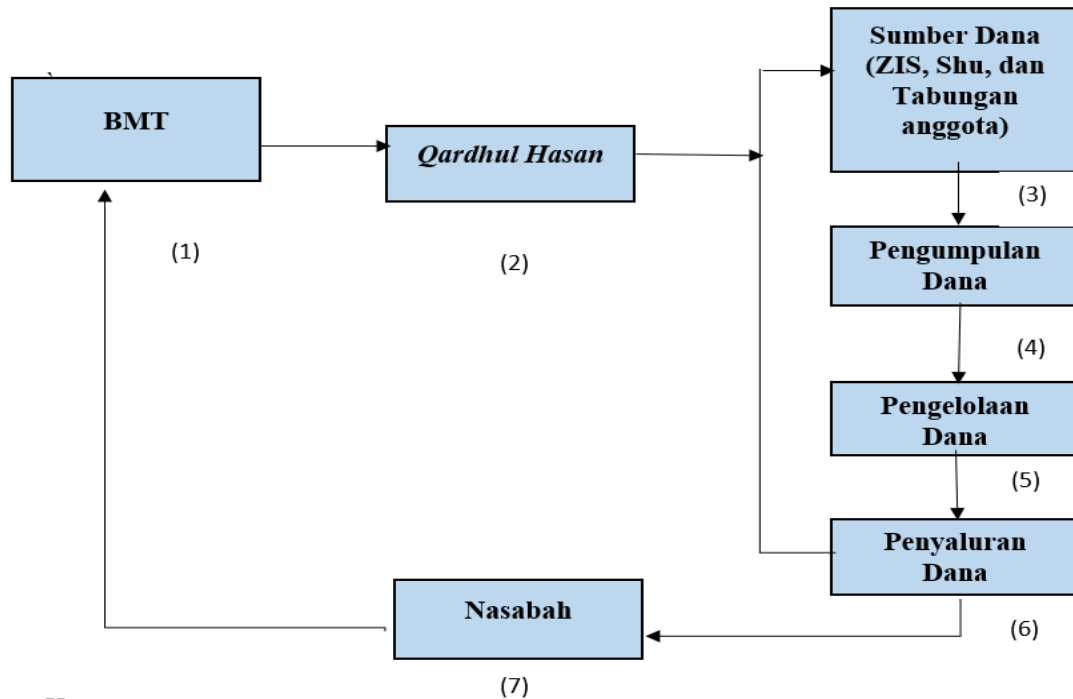 BMT
(1)
Qardhul Hasan
(2)
Sumber Dana
(ZIS, Shu, dan
Tabungan
anggota)
(3)
Pengumpulan
Dana
(4)
Pengelolaan
Dana
(5)
Penyaluran
Dana
(6)
Nasabah
(7)